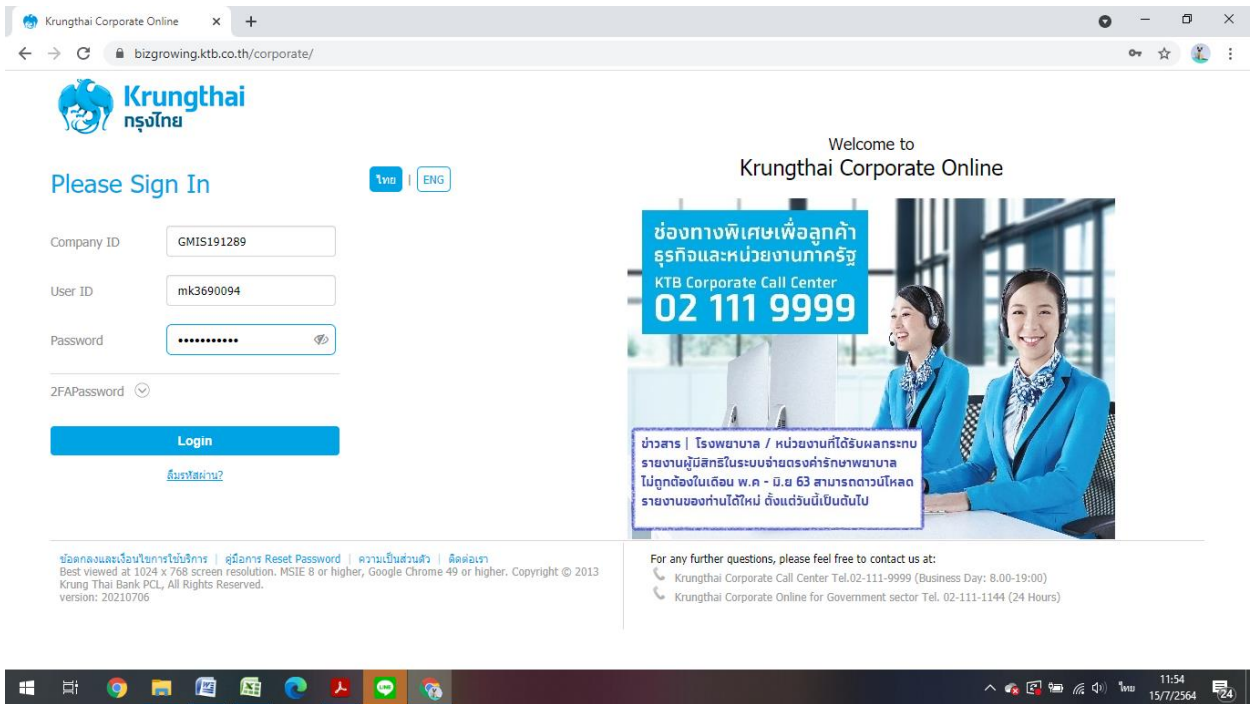 Krungthai Corporate Online
bizgrowing.ktb.co.th/corporate/
Krungthai
กรุงไทย
Please Sign In
ไทย | ENG
Company ID GMIS191289
User ID mk3690094
Password •••••••••••
2FAPassword
Login
ลืมรหัสผ่าน?
Welcome to
Krungthai Corporate Online
ช่องทางพิเศษเพื่อลูกค้า
ธุรกิจและหน่วยงานภาครัฐ
KTB Corporate Call Center
02 111 9999
ข่าวสาร | โรงพยาบาล / หน่วยงานที่ได้รับผลกระทบ
รายงานผู้มีสิทธิในระบบจ่ายตรงค่ารักษาพยาบาล
ไม่ถูกต้องในเดือน พ.ค - มิ.ย 63 สามารถดาวน์โหลด
รายงานของท่านได้ใหม่ ตั้งแต่วันนี้เป็นต้นไป
ข้อตกลงและเงื่อนไขการใช้บริการ | คู่มือการ Reset Password | ความเป็นส่วนตัว | ติดต่อเรา
Best viewed at 1024 x 768 screen resolution. MSIE 8 or higher, Google Chrome 49 or higher. Copyright © 2013
Krung Thai Bank PCL, All Rights Reserved.
version: 20210706
For any further questions, please feel free to contact us at:
Krungthai Corporate Call Center Tel.02-111-9999 (Business Day: 8.00-19:00)
Krungthai Corporate Online for Government sector Tel. 02-111-1144 (24 Hours)
ไทย
11:54
15/7/2564
24